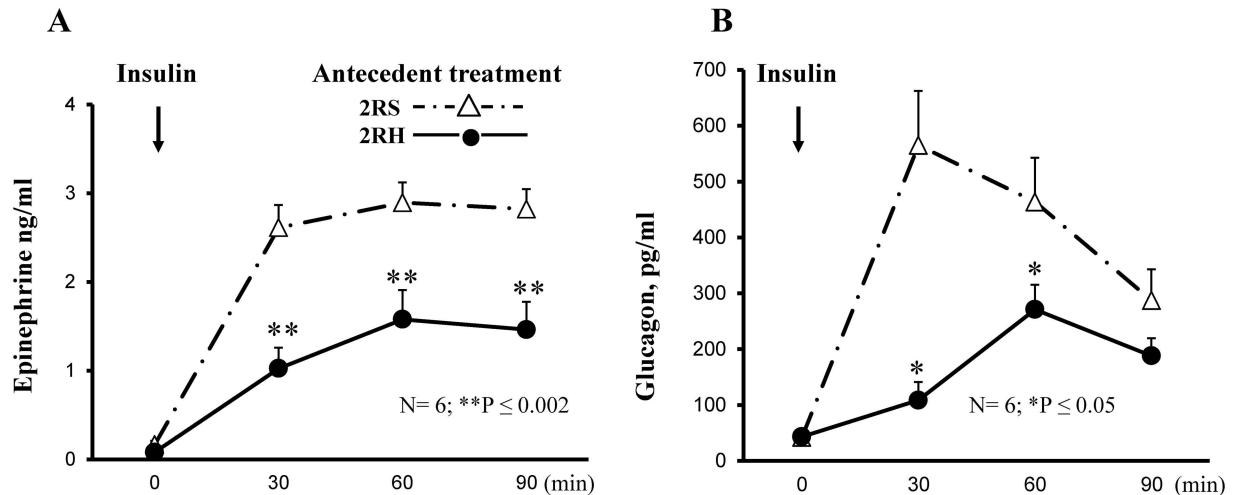 A
Insulin
Antecedent treatment
2RS
2RH
Epinephrine ng/ml
4
3
2
1
0
**
**
**
N= 6; **P ≤ 0.002
0 30 60 90 (min)
B
Insulin
Glucagon, pg/ml
700
600
500
400
300
200
100
0
*
*
N= 6; *P ≤ 0.05
0 30 60 90 (min)